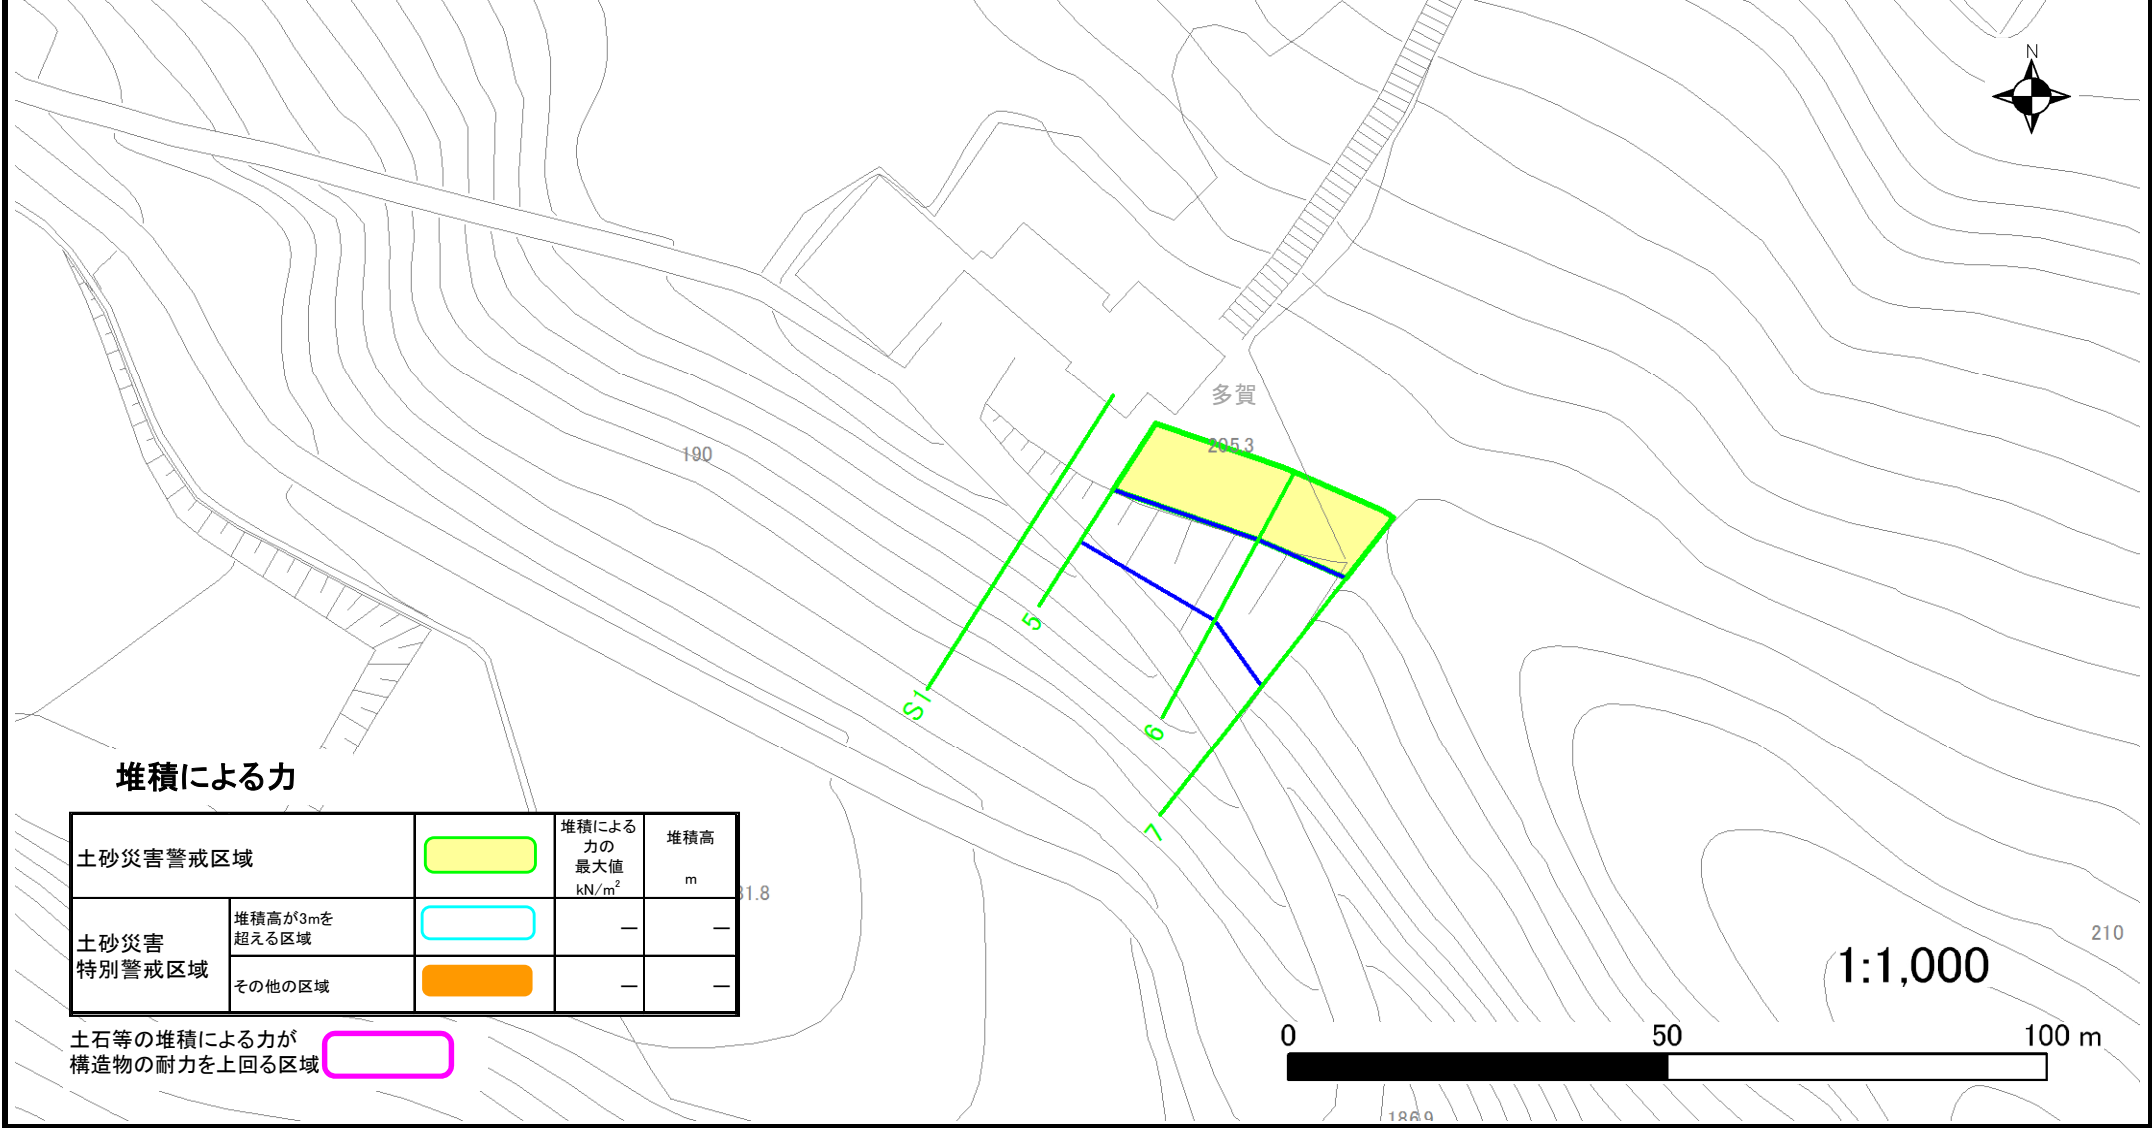 N
多賀
205.3
190
5
S1
6
7
堆積による力
土砂災害警戒区域
堆積による
力の
最大値
kN/m²
堆積高
m
土砂災害
特別警戒区域
堆積高が3mを
超える区域
—
—
その他の区域
—
—
31.8
土石等の堆積による力が
構造物の耐力を上回る区域
210
1:1,000
0
50
100 m
186.9